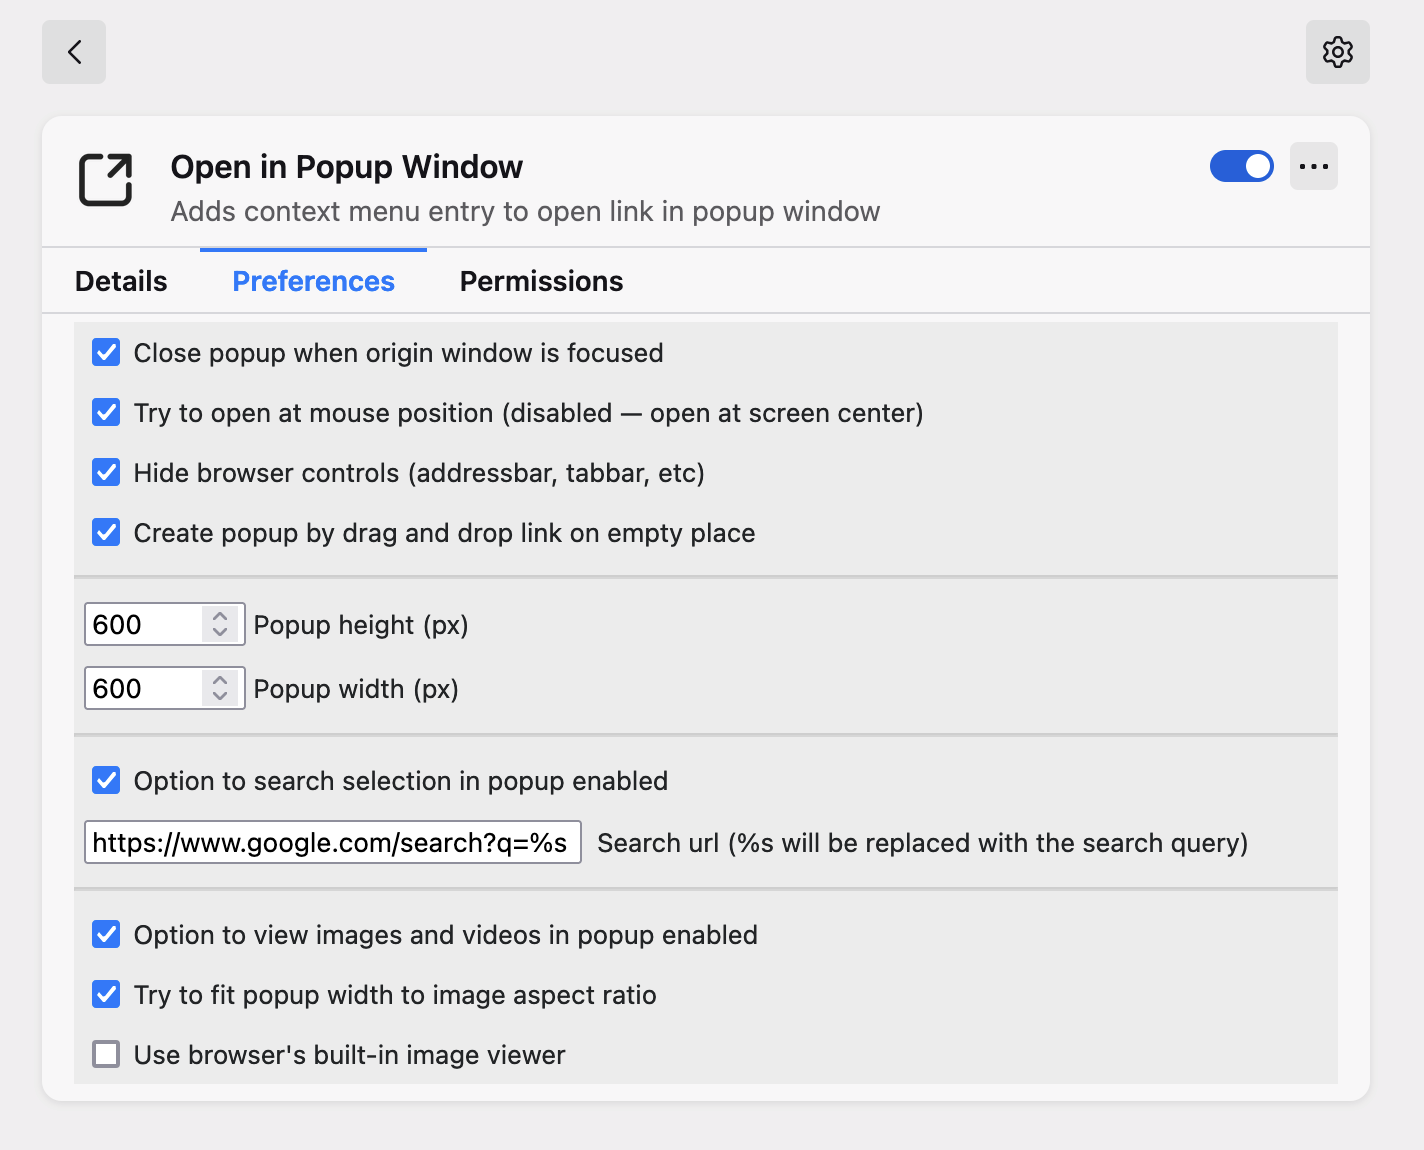 Open in Popup Window
Adds context menu entry to open link in popup window
Details Preferences Permissions
Close popup when origin window is focused
Try to open at mouse position (disabled — open at screen center)
Hide browser controls (addressbar, tabbar, etc)
Create popup by drag and drop link on empty place
600 Popup height (px)
600 Popup width (px)
Option to search selection in popup enabled
https://www.google.com/search?q=%s Search url (%s will be replaced with the search query)
Option to view images and videos in popup enabled
Try to fit popup width to image aspect ratio
Use browser's built-in image viewer